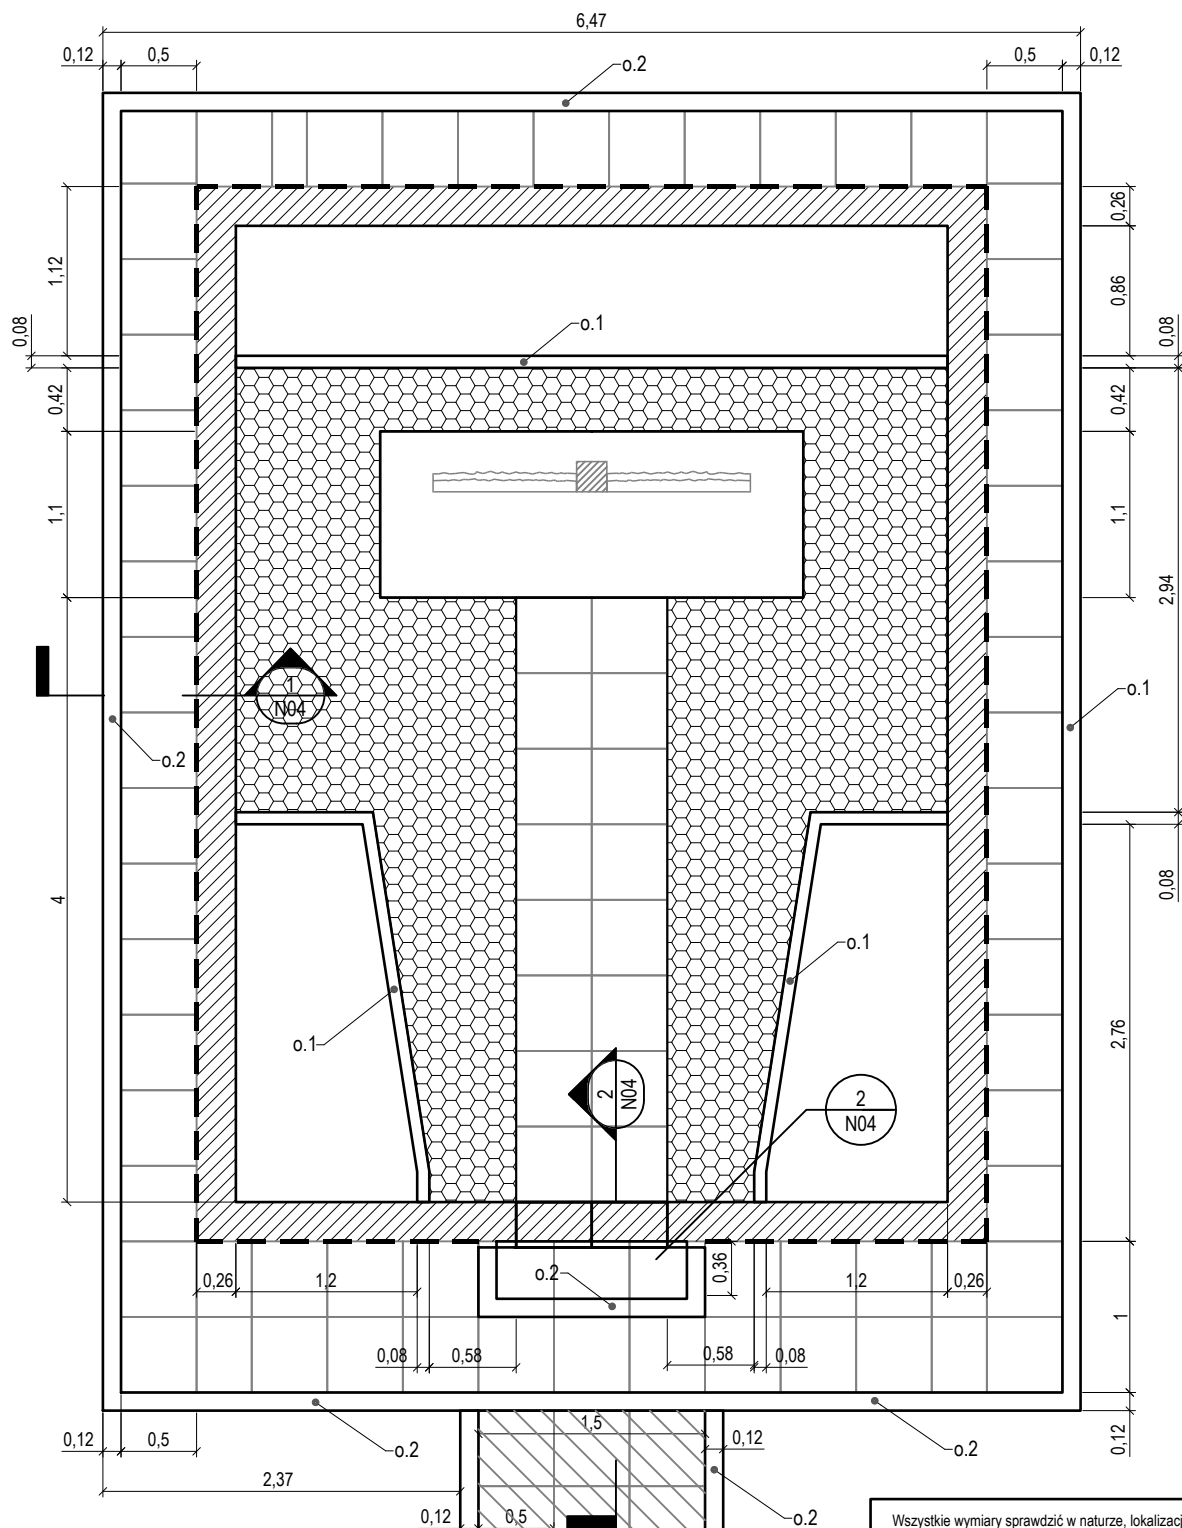 6,47
0,12
0,5
0,5
0,12
o.2
0,26
1,12
0,86
0,08
0,08
o.1
0,42
0,42
1,1
1,1
2,94
1
N04
o.1
o.2
4
0,08
o.1
o.1
2,76
2
N04
2
N04
0,26
1,2
o.2
0,36
1,2
0,26
1
0,08
0,58
0,58
0,08
0,12
0,5
o.2
1,5
0,12
o.2
0,12
2,37
0,12
0,5
o.2
Wszystkie wymiary sprawdzić w naturze, lokalizacj